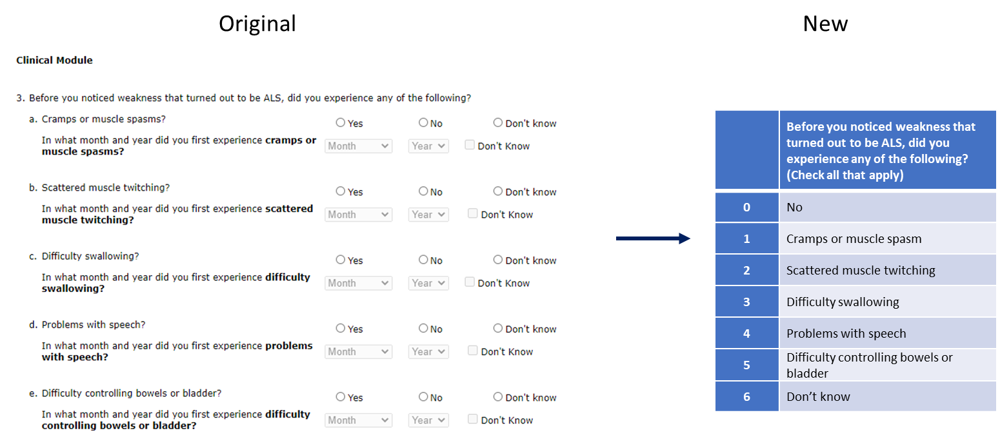 Original
New
Clinical Module
3. Before you noticed weakness that turned out to be ALS, did you experience any of the following?
a. Cramps or muscle spasms?
Yes No Don't know
In what month and year did you first experience cramps or
muscle spasms?
Month Year Don't Know
b. Scattered muscle twitching?
Yes No Don't know
In what month and year did you first experience scattered
muscle twitching?
Month Year Don't Know
c. Difficulty swallowing?
Yes No Don't know
In what month and year did you first experience difficulty
swallowing?
Month Year Don't Know
d. Problems with speech?
Yes No Don't know
In what month and year did you first experience problems
with speech?
Month Year Don't Know
e. Difficulty controlling bowels or bladder?
Yes No Don't know
In what month and year did you first experience difficulty
controlling bowels or bladder?
Month Year Don't Know
Before you noticed weakness that
turned out to be ALS, did you
experience any of the following?
(Check all that apply)
0 No
1 Cramps or muscle spasm
2 Scattered muscle twitching
3 Difficulty swallowing
4 Problems with speech
5 Difficulty controlling bowels or
bladder
6 Don’t know